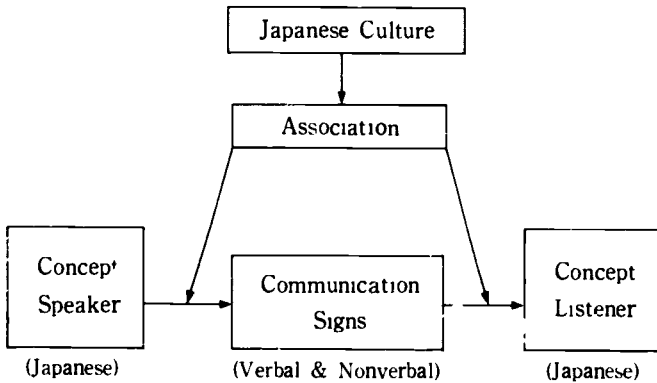 Japanese Culture
Association
Concept
Speaker
Communication
Signs
Concept
Listener
(Japanese)
(Verbal & Nonverbal)
(Japanese)